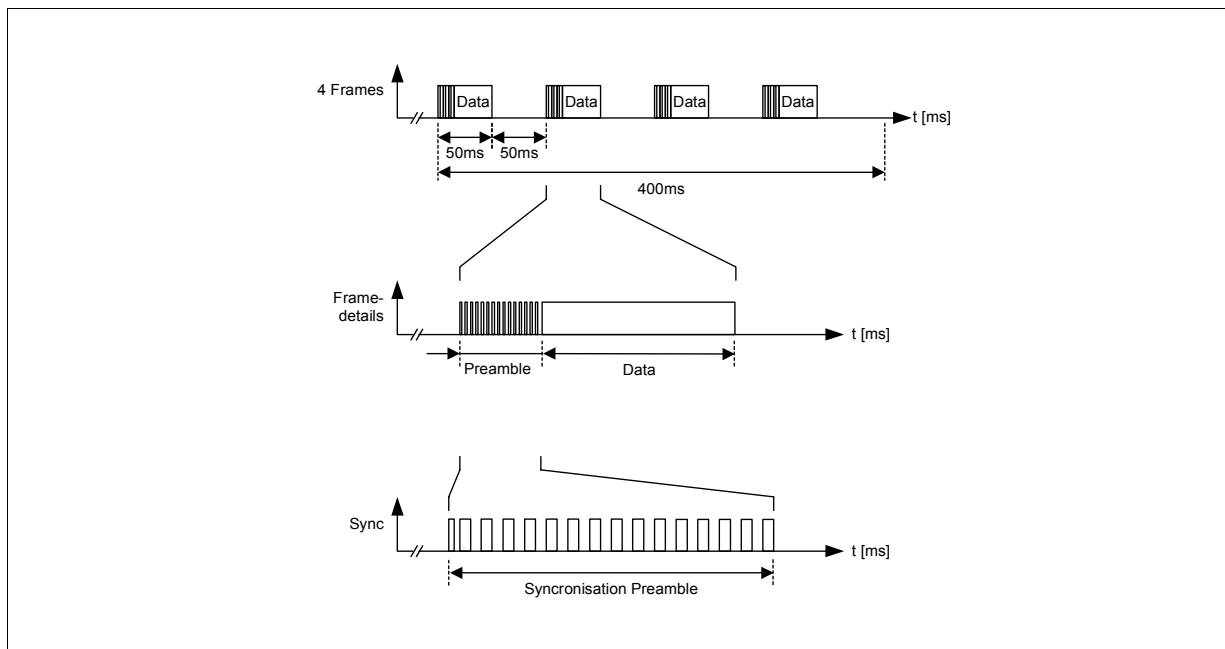 4 Frames
Data
Data
Data
Data
t [ms]
50ms
50ms
400ms
Frame-
details
t [ms]
Preamble
Data
Sync
t [ms]
Syncronisation Preamble